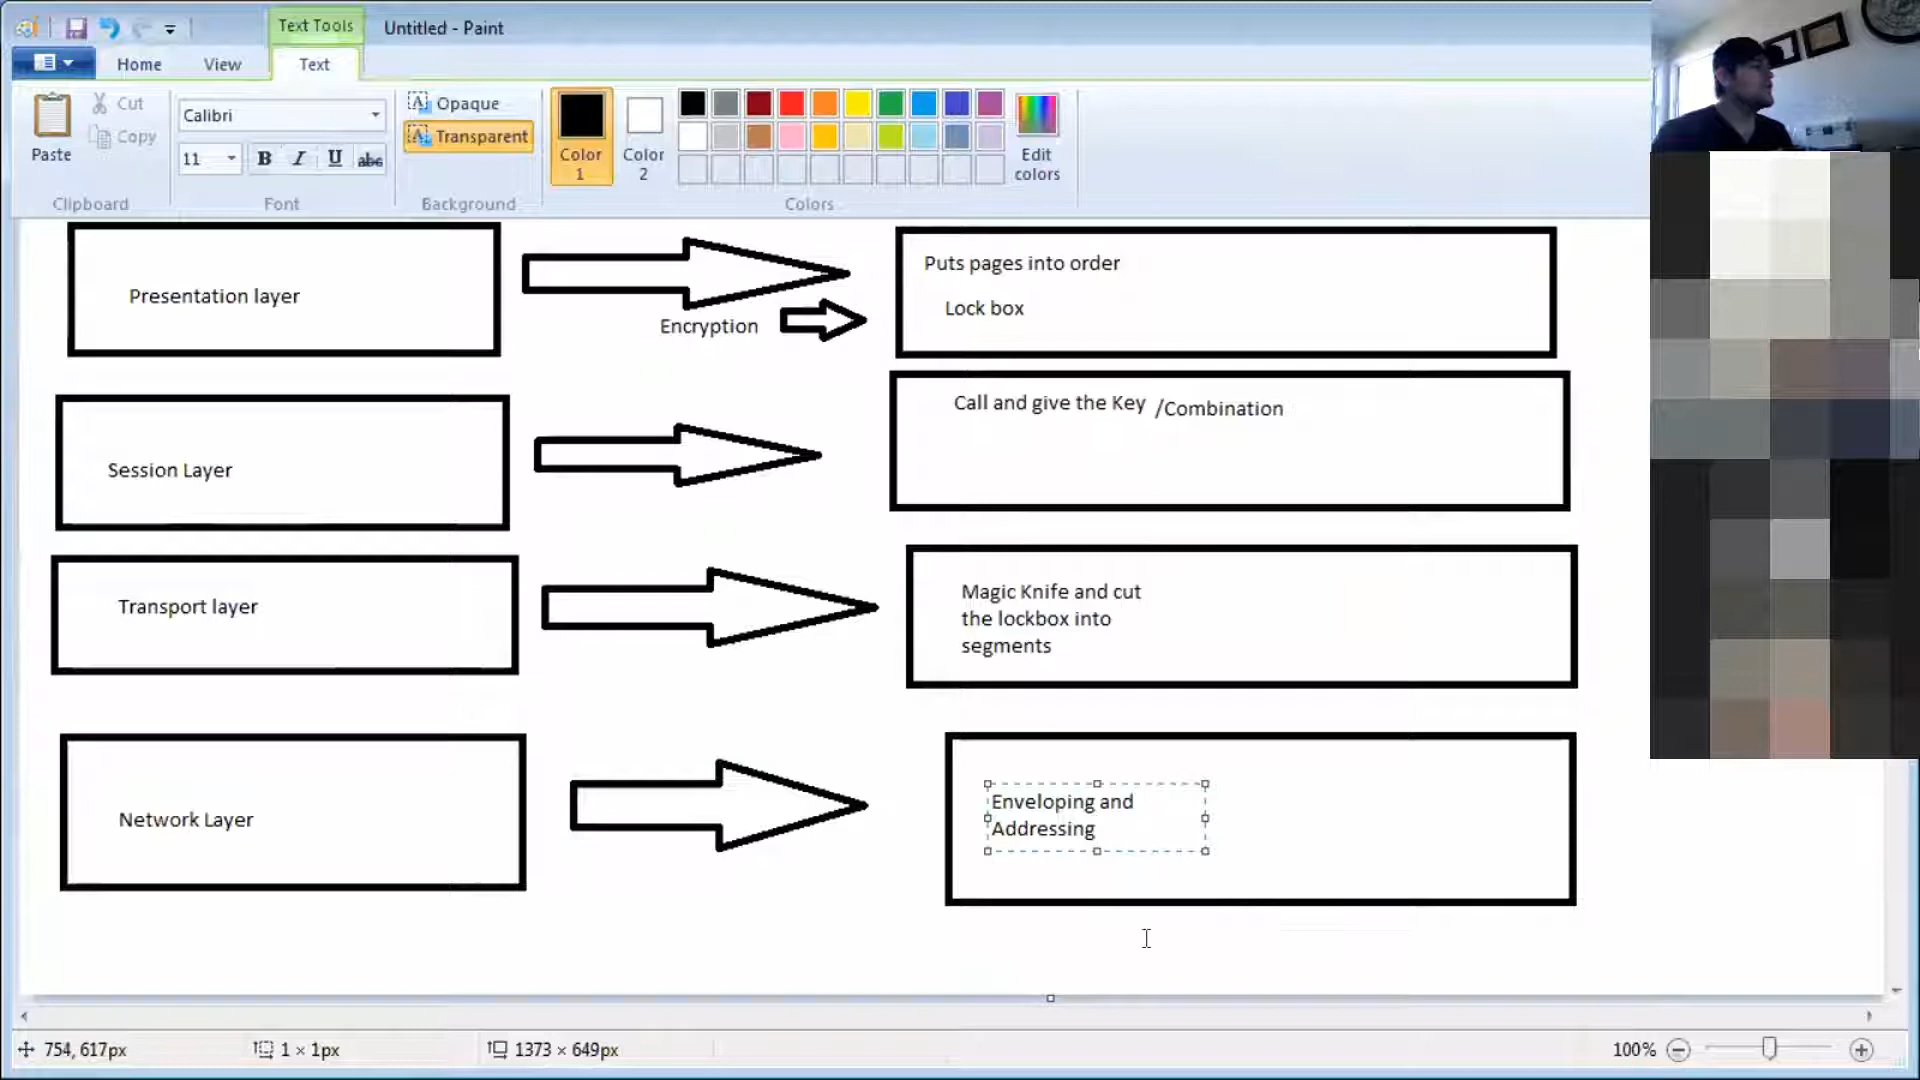 Text Tools
Untitled - Paint
Home
View
Text
Paste
Cut
Copy
Calibri
11
B
I
U
abc
Opaque
Transparent
Color
1
Color
2
Edit
colors
Clipboard
Font
Background
Colors
Presentation layer
Encryption
Puts pages into order
Lock box
Session Layer
Call and give the Key /Combination
Transport layer
Magic Knife and cut
the lockbox into
segments
Network Layer
Enveloping and
Addressing
754, 617px
1 × 1px
1373 × 649px
100%